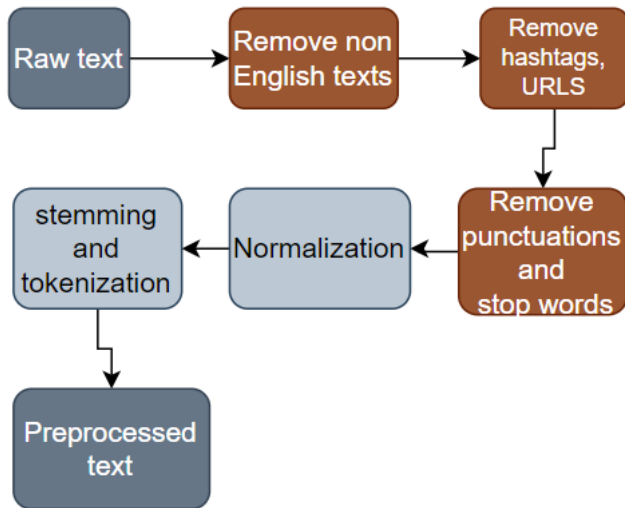 Raw text
Remove non
English texts
Remove
hashtags,
URLS
Remove
punctuations
and
stop words
Normalization
stemming
and
tokenization
Preprocessed
text